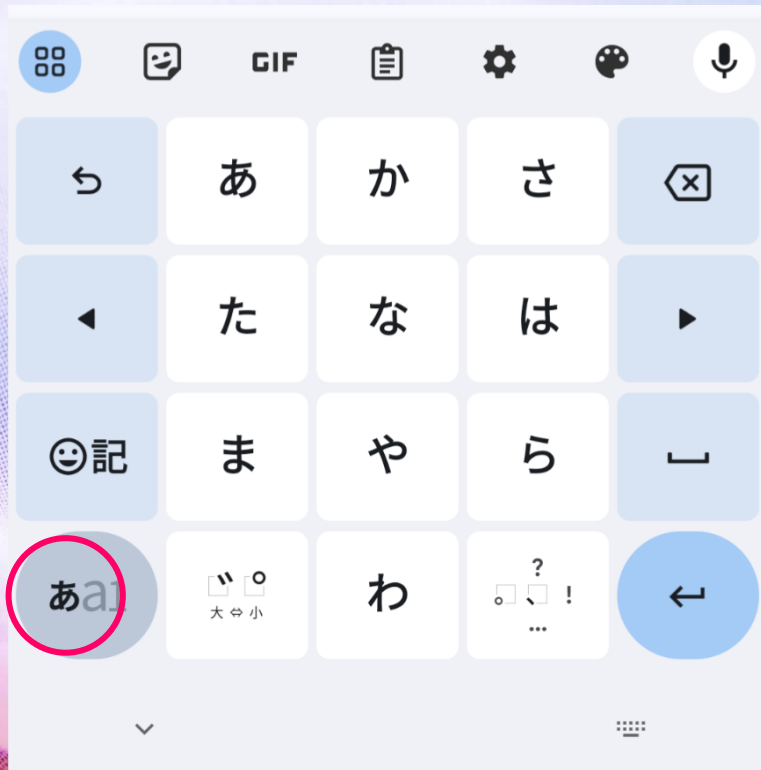 GIF
あ か さ
た な は
記 ま や ら
あa1 ゛ ゜ わ ?
大⇔小 。 、 !
…